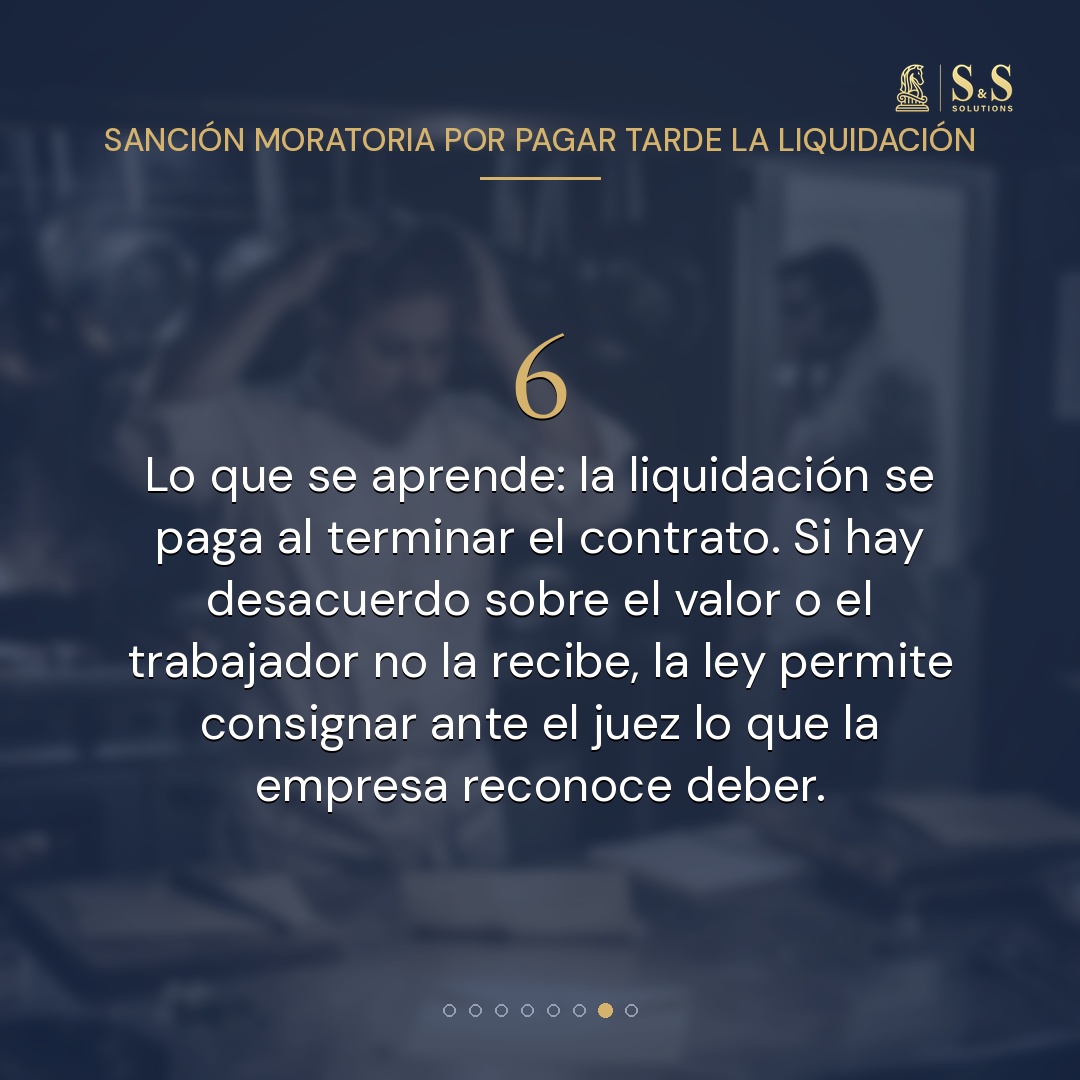 S&S
SOLUTIONS
SANCIÓN MORATORIA POR PAGAR TARDE LA LIQUIDACIÓN
6
Lo que se aprende: la liquidación se
paga al terminar el contrato. Si hay
desacuerdo sobre el valor o el
trabajador no la recibe, la ley permite
consignar ante el juez lo que la
empresa reconoce deber.